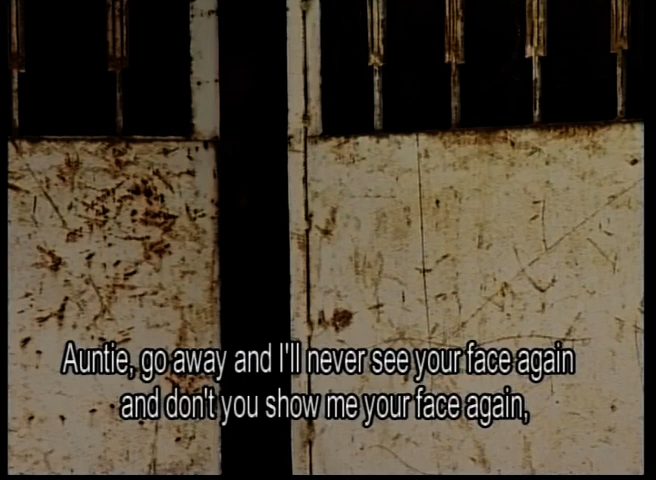 Auntie, go away and I'll never see your face again
and don't you show me your face again,